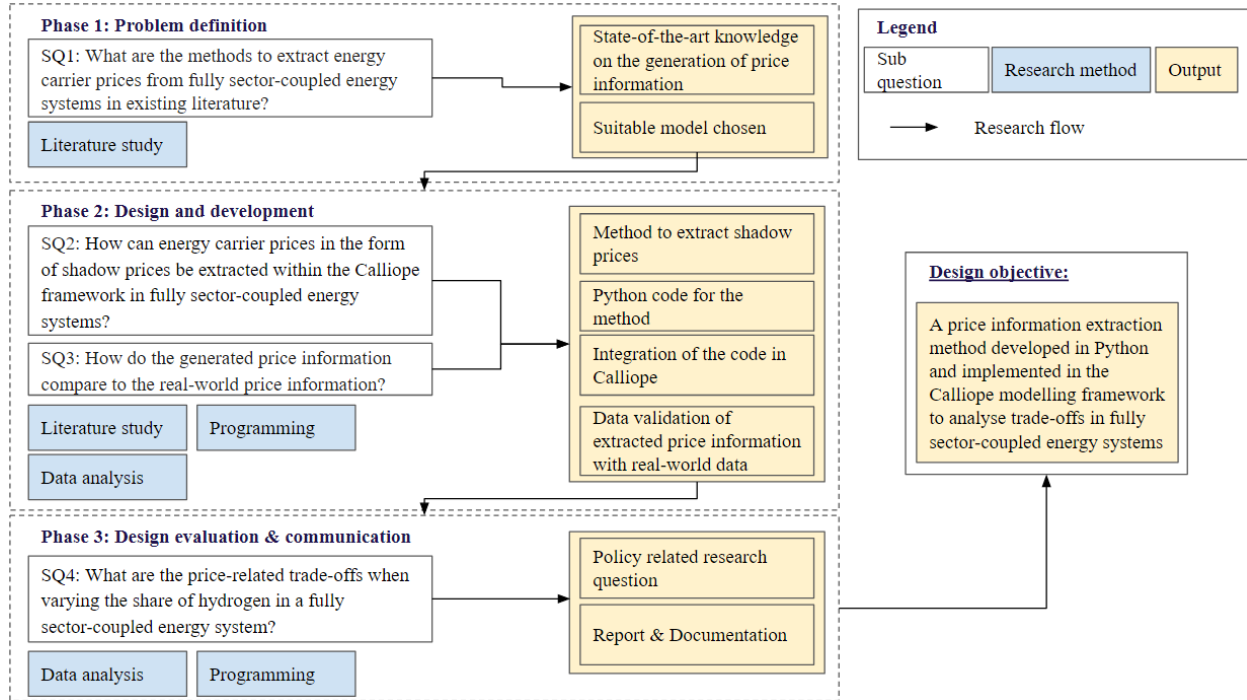 Phase 1: Problem definition
SQ1: What are the methods to extract energy
carrier prices from fully sector-coupled energy
systems in existing literature?
Literature study
State-of-the-art knowledge
on the generation of price
information
Suitable model chosen
Legend
Sub
question
Research method
Output
Research flow
Phase 2: Design and development
SQ2: How can energy carrier prices in the form
of shadow prices be extracted within the Calliope
framework in fully sector-coupled energy
systems?
SQ3: How do the generated price information
compare to the real-world price information?
Literature study
Programming
Data analysis
Method to extract shadow
prices
Python code for the
method
Integration of the code in
Calliope
Data validation of
extracted price information
with real-world data
Design objective:
A price information extraction
method developed in Python
and implemented in the
Calliope modelling framework
to analyse trade-offs in fully
sector-coupled energy systems
Phase 3: Design evaluation & communication
SQ4: What are the price-related trade-offs when
varying the share of hydrogen in a fully
sector-coupled energy system?
Data analysis
Programming
Policy related research
question
Report & Documentation